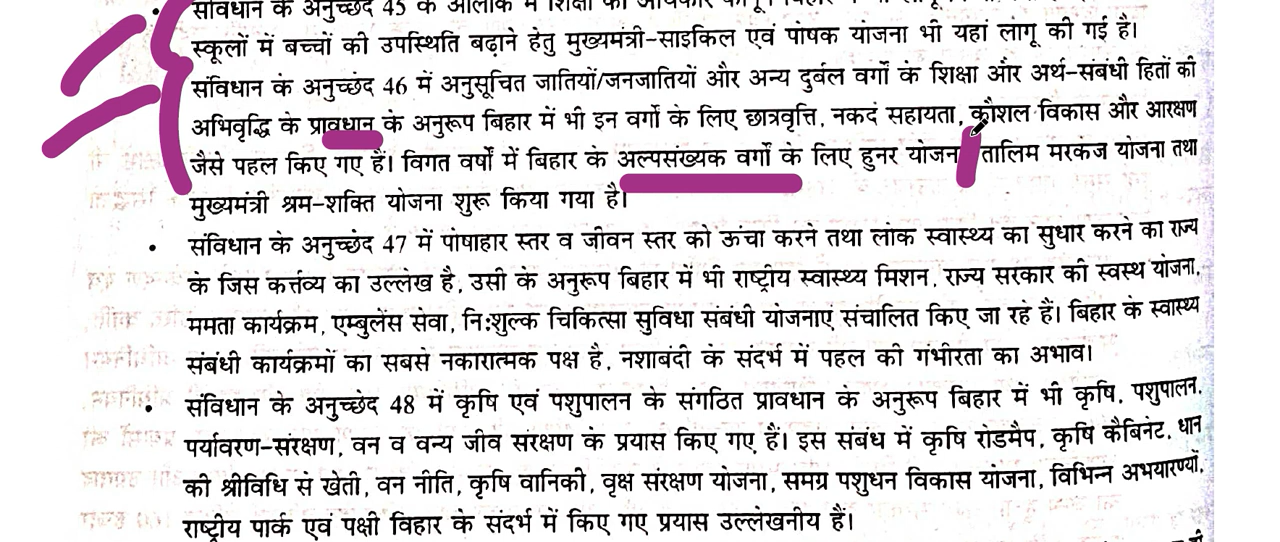 संविधान के अनुच्छेद 45 के आलोक में शिक्षा का अधिकार कानून बिहार में भी
स्कूलों में बच्चों की उपस्थिति बढ़ाने हेतु मुख्यमंत्री-साइकिल एवं पोषक योजना भी यहां लागू की गई है।
संविधान के अनुच्छेद 46 में अनुसूचित जातियों/जनजातियों और अन्य दुर्वल वर्गों के शिक्षा और अर्थ-संबंधी हितों की
अभिवृद्धि के प्रावधान के अनुरूप बिहार में भी इन वर्गों के लिए छात्रवृत्ति, नकद सहायता, कौशल विकास और आरक्षण
जैसे पहल किए गए हैं। विगत वर्षों में बिहार के अल्पसंख्यक वर्गों के लिए हुनर योजना तालिम मरकज योजना तथा
मुख्यमंत्री श्रम-शक्ति योजना शुरू किया गया है।
• संविधान के अनुच्छेद 47 में पोषाहार स्तर व जीवन स्तर को ऊंचा करने तथा लोक स्वास्थ्य का सुधार करने का राज्य
के जिस कर्त्तव्य का उल्लेख है, उसी के अनुरूप बिहार में भी राष्ट्रीय स्वास्थ्य मिशन, राज्य सरकार की स्वस्थ योजना,
ममता कार्यक्रम, एम्बुलेंस सेवा, नि:शुल्क चिकित्सा सुविधा संबंधी योजनाएं संचालित किए जा रहे हैं। बिहार के स्वास्थ्य
संबंधी कार्यक्रमों का सबसे नकारात्मक पक्ष है, नशाबंदी के संदर्भ में पहल की गंभीरता का अभाव।
• संविधान के अनुच्छेद 48 में कृषि एवं पशुपालन के संगठित प्रावधान के अनुरूप बिहार में भी कृषि, पशुपालन,
पर्यावरण-संरक्षण, वन व वन्य जीव संरक्षण के प्रयास किए गए हैं। इस संबंध में कृषि रोडमैप, कृषि कैबिनेट, धान
की श्रीविधि से खेती, वन नीति, कृषि वानिकी, वृक्ष संरक्षण योजना, समग्र पशुधन विकास योजना, विभिन्न अभयारण्यों,
राष्ट्रीय पार्क एवं पक्षी विहार के संदर्भ में किए गए प्रयास उल्लेखनीय हैं।